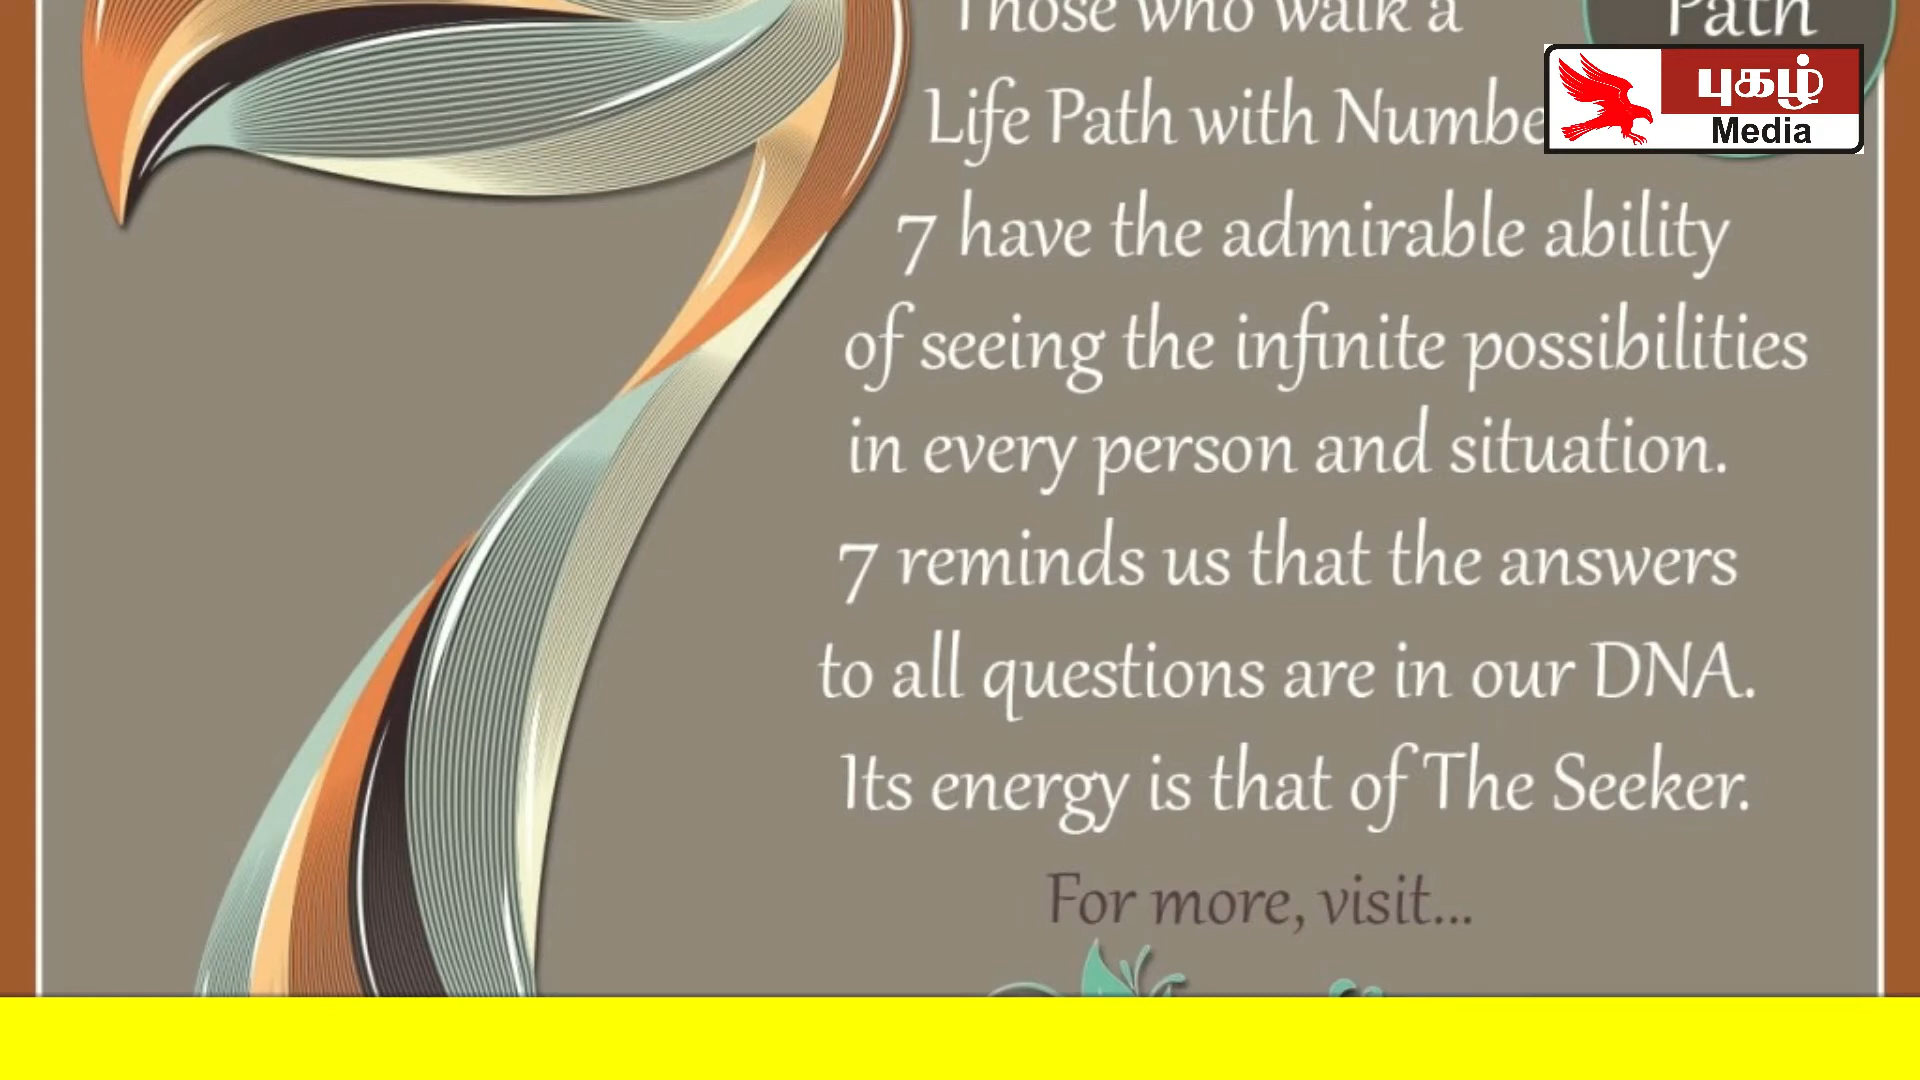 Those who walk a
Path
புகழ்
Media
Life Path with Numbe
7 have the admirable ability
of seeing the infinite possibilities
in every person and situation.
7 reminds us that the answers
to all questions are in our DNA.
Its energy is that of The Seeker.
For more, visit...